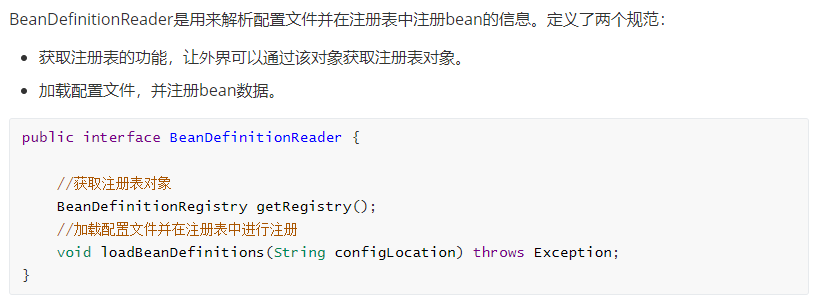 BeanDefinitionReader是用来解析配置文件并在注册表中注册bean的信息。定义了两个规范：
获取注册表的功能，让外界可以通过该对象获取注册表对象。
加载配置文件，并注册bean数据。
public interface BeanDefinitionReader {
//获取注册表对象
BeanDefinitionRegistry getRegistry();
//加载配置文件并在注册表中进行注册
void loadBeanDefinitions(String configLocation) throws Exception;
}